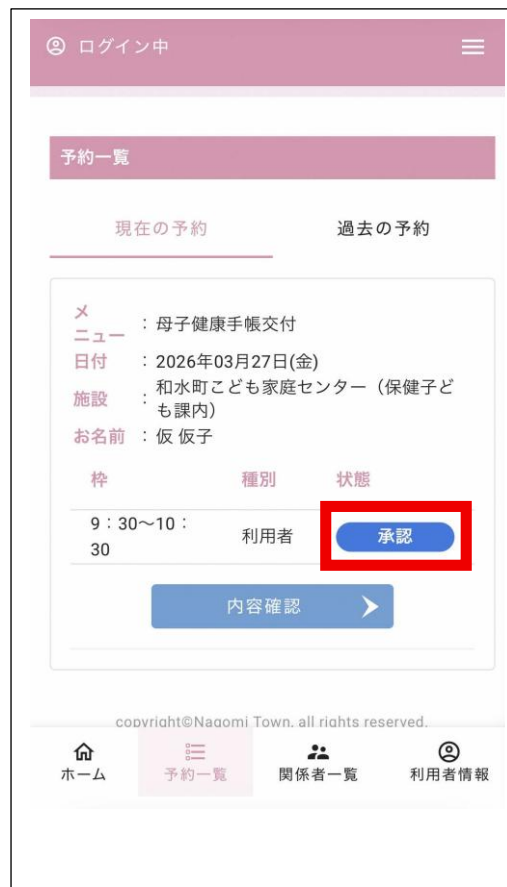 ログイン中
予約一覧
現在の予約 過去の予約
メ
ニュー : 母子健康手帳交付
日付 : 2026年03月27日(金)
施設 : 和水町こども家庭センター（保健子ど
も課内）
お名前 : 仮 仮子
枠 種別 状態
9：30～10： 利用者 承認
30
内容確認
copyright©Nagomi Town. all rights reserved.
ホーム 予約一覧 関係者一覧 利用者情報